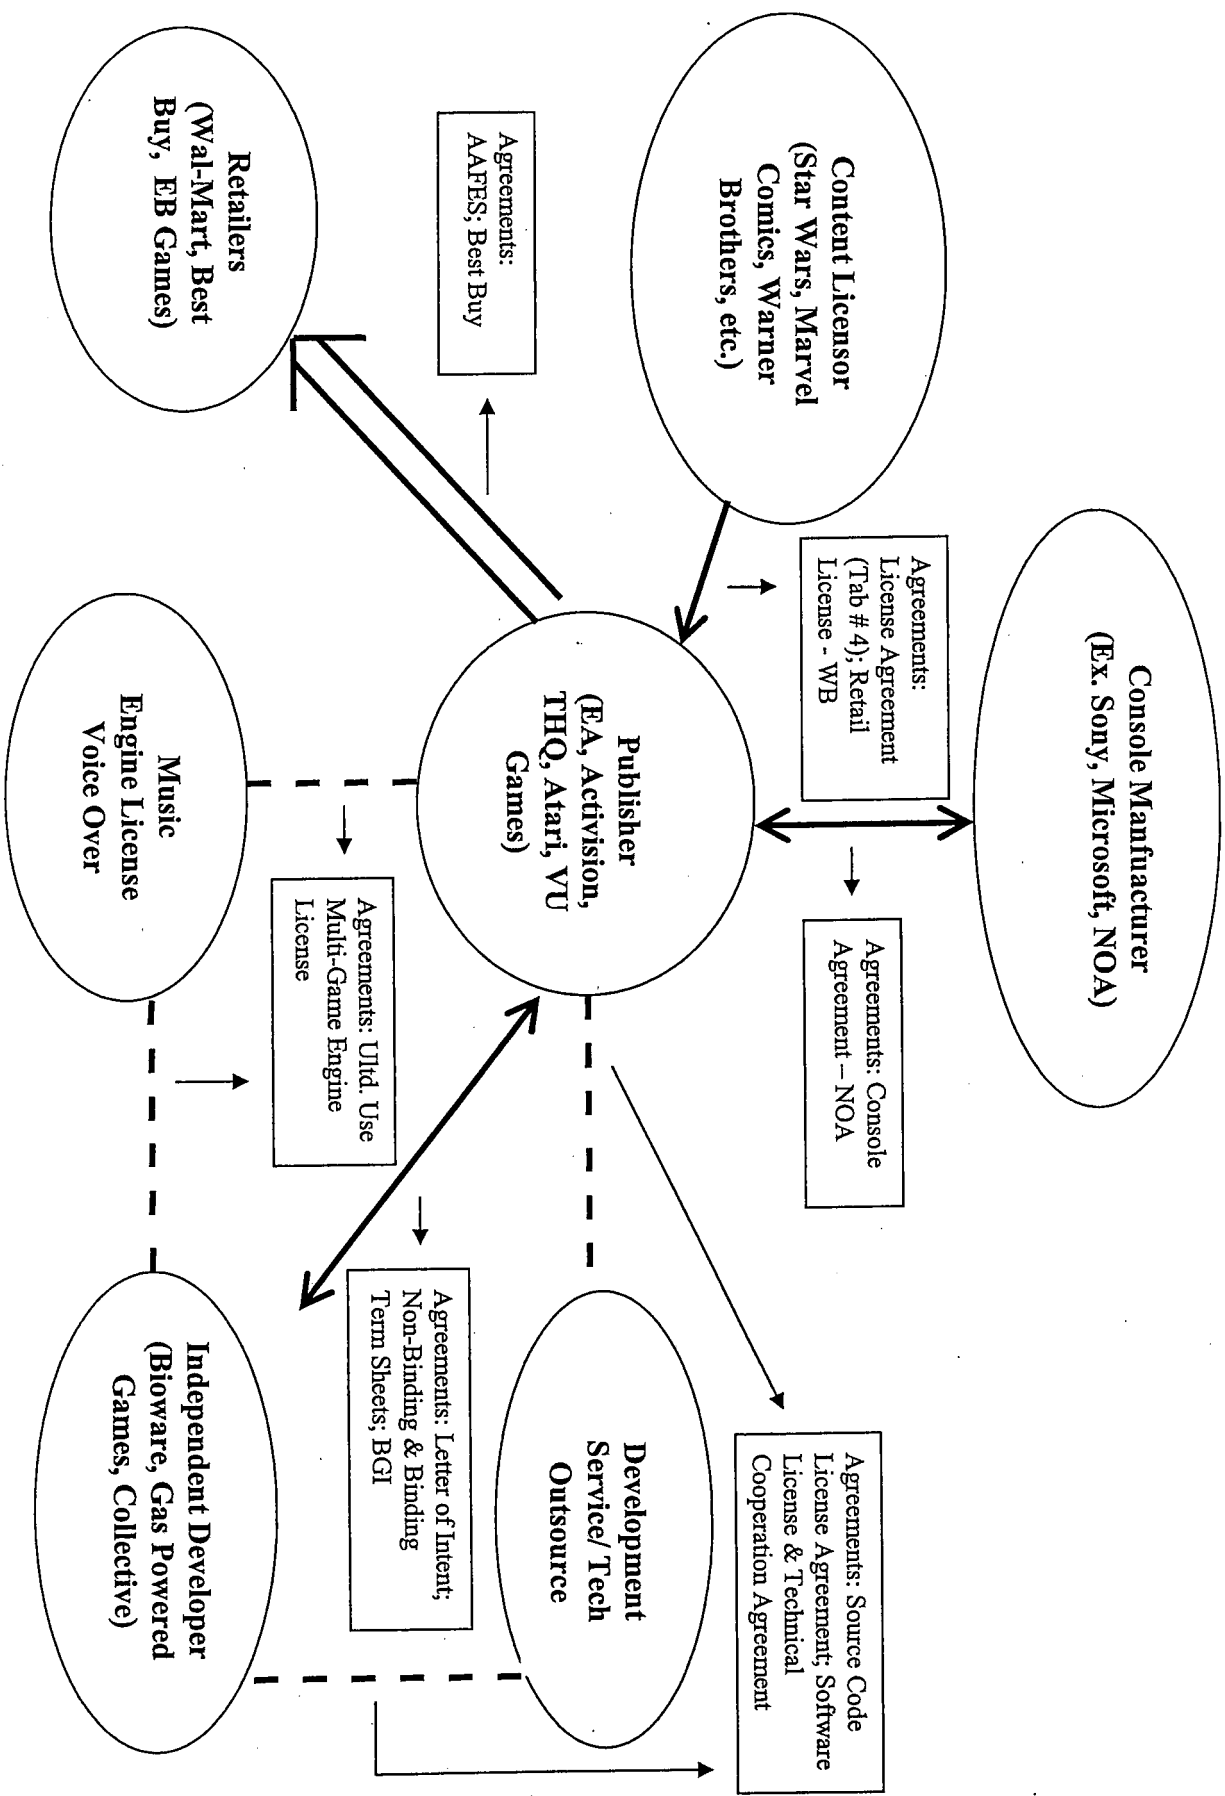 Console Manfuacturer
(Ex. Sony, Microsoft, NOA)
Content Licensor
(Star Wars, Marvel
Comics, Warner
Brothers, etc.)
Agreements:
License Agreement
(Tab # 4); Retail
License - WB
Agreements: Console
Agreement – NOA
Agreements: Source Code
License Agreement; Software
License & Technical
Cooperation Agreement
Publisher
(EA, Activision,
THQ, Atari, VU
Games)
Development
Service/ Tech
Outsource
Agreements:
AAFES; Best Buy
Agreements: Letter of Intent;
Non-Binding & Binding
Term Sheets; BGI
Agreements: Ultd. Use
Multi-Game Engine
License
Retailers
(Wal-Mart, Best
Buy, EB Games)
Music
Engine License
Voice Over
Independent Developer
(Bioware, Gas Powered
Games, Collective)